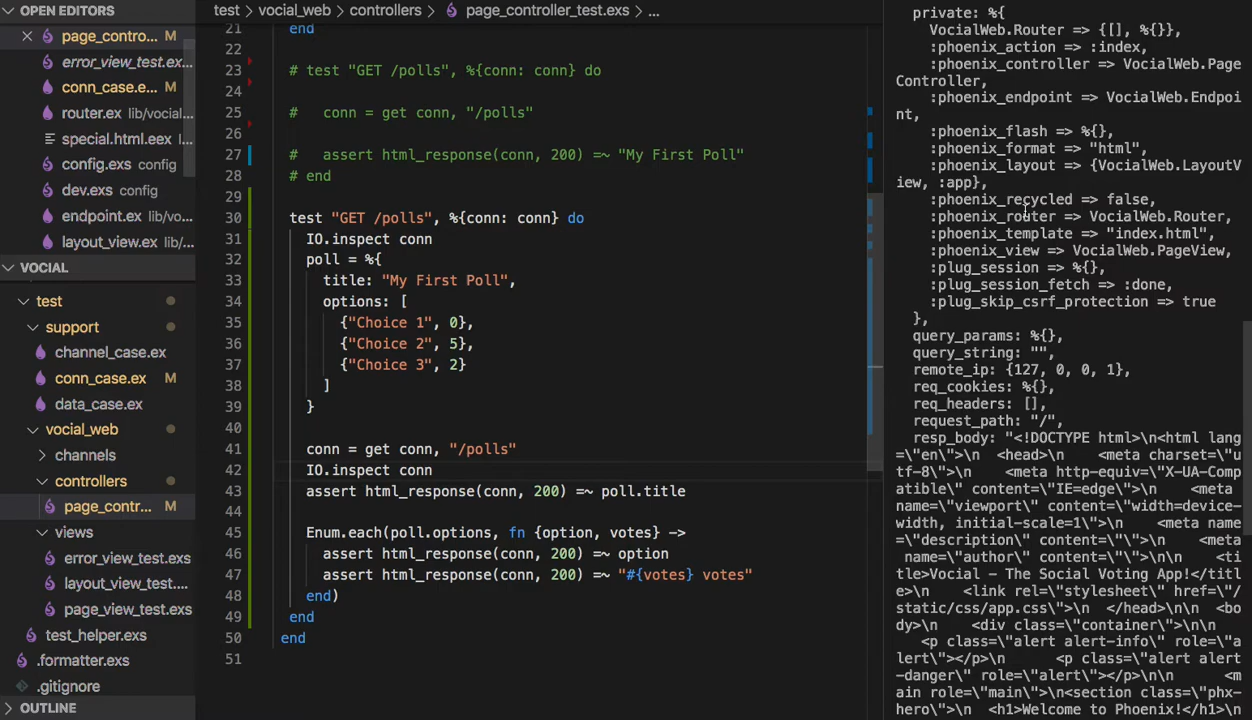 OPEN EDITORS
page_contro... M
error_view_test.ex...
conn_case.e... M
router.ex lib/vocial...
special.html.eex l...
config.exs config
dev.exs config
endpoint.ex lib/vo...
layout_view.ex lib/...
VOCIAL
test
support
channel_case.ex
conn_case.ex M
data_case.ex
vocial_web
channels
controllers
page_contr... M
views
error_view_test.exs
layout_view_test....
page_view_test.exs
test_helper.exs
.formatter.exs
.gitignore
OUTLINE
test > vocial_web > controllers > page_controller_test.exs > ...
21 end
22
23 # test "GET /polls", %{conn: conn} do
24
25 #   conn = get conn, "/polls"
26
27 #   assert html_response(conn, 200) =~ "My First Poll"
28 # end
29
30 test "GET /polls", %{conn: conn} do
31 IO.inspect conn
32 poll = %{
33 title: "My First Poll",
34 options: [
35 {"Choice 1", 0},
36 {"Choice 2", 5},
37 {"Choice 3", 2}
38 ]
39 }
40
41 conn = get conn, "/polls"
42 IO.inspect conn
43 assert html_response(conn, 200) =~ poll.title
44
45 Enum.each(poll.options, fn {option, votes} ->
46 assert html_response(conn, 200) =~ option
47 assert html_response(conn, 200) =~ "#{votes} votes"
48 end)
49 end
50 end
51
private: %{
VocialWeb.Router => {[], %{}},
:phoenix_action => :index,
:phoenix_controller => VocialWeb.Page
Controller,
:phoenix_endpoint => VocialWeb.Endpoi
nt,
:phoenix_flash => %{},
:phoenix_format => "html",
:phoenix_layout => {VocialWeb.LayoutV
iew, :app},
:phoenix_recycled => false,
:phoenix_router => VocialWeb.Router,
:phoenix_template => "index.html",
:phoenix_view => VocialWeb.PageView,
:plug_session => %{},
:plug_session_fetch => :done,
:plug_skip_csrf_protection => true
},
query_params: %{},
query_string: "",
remote_ip: {127, 0, 0, 1},
req_cookies: %{},
req_headers: [],
request_path: "/",
resp_body: "<!DOCTYPE html>\n<html lang
=\"en\">\n  <head>\n    <meta charset=\"u
tf-8\">\n    <meta http-equiv=\"X-UA-Comp
atible\" content=\"IE=edge\">\n    <meta
name=\"viewport\" content=\"width=device-
width, initial-scale=1\">\n    <meta name
=\"description\" content=\"\">\n    <meta
name=\"author\" content=\"\">\n\n    <ti
tle>Vocial - The Social Voting App!</titl
e>\n    <link rel=\"stylesheet\" href=\"/
static/css/app.css\">\n  </head>\n\n  <bo
dy>\n    <div class=\"container\">\n\n
<p class=\"alert alert-info\" role=\"a
lert\"></p>\n      <p class=\"alert alert
-danger\" role=\"alert\"></p>\n\n      <m
ain role=\"main\">\n<section class=\"phx-
hero\">\n  <h1>Welcome to Phoenix!</h1>\n